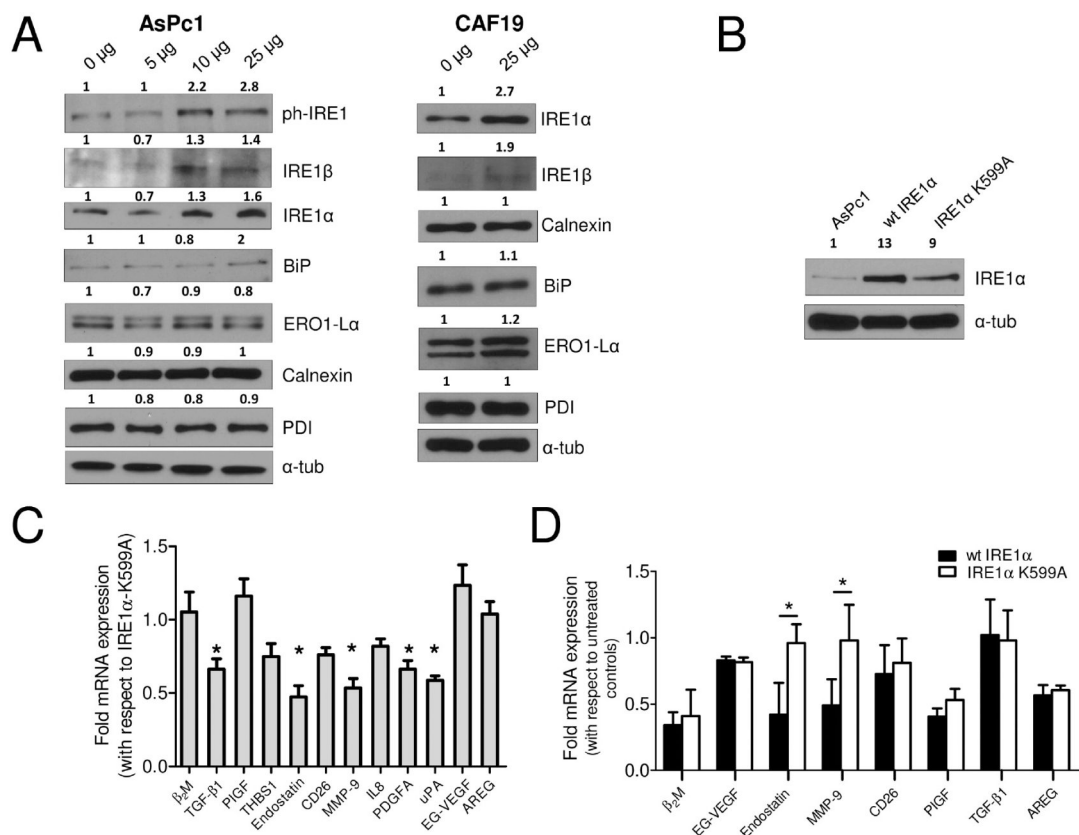 A
AsPc1
0 µg 5 µg 10 µg 25 µg
1 1 2.2 2.8
ph-IRE1
1 0.7 1.3 1.4
IRE1β
1 0.7 1.3 1.6
IRE1α
1 1 0.8 2
BiP
1 0.7 0.9 0.8
ERO1-Lα
1 0.9 0.9 1
Calnexin
1 0.8 0.8 0.9
PDI
α-tub
CAF19
0 µg 25 µg
1 2.7
IRE1α
1 1.9
IRE1β
1 1
Calnexin
1 1.1
BiP
1 1.2
ERO1-Lα
1 1
PDI
α-tub
B
AsPc1 wt IRE1α IRE1α K599A
1 13 9
IRE1α
α-tub
C
Fold mRNA expression
(with respect to IRE1α-K599A)
1.5
1.0
0.5
0.0
* * * * *
β₂M TGF-β1 PlGF THBS1 Endostatin CD26 MMP-9 IL8 PDGFA uPA EG-VEGF AREG
D
wt IRE1α
IRE1α K599A
Fold mRNA expression
(with respect to untreated
controls)
1.5
1.0
0.5
0.0
* *
β₂M EG-VEGF Endostatin MMP-9 CD26 PlGF TGF-β1 AREG